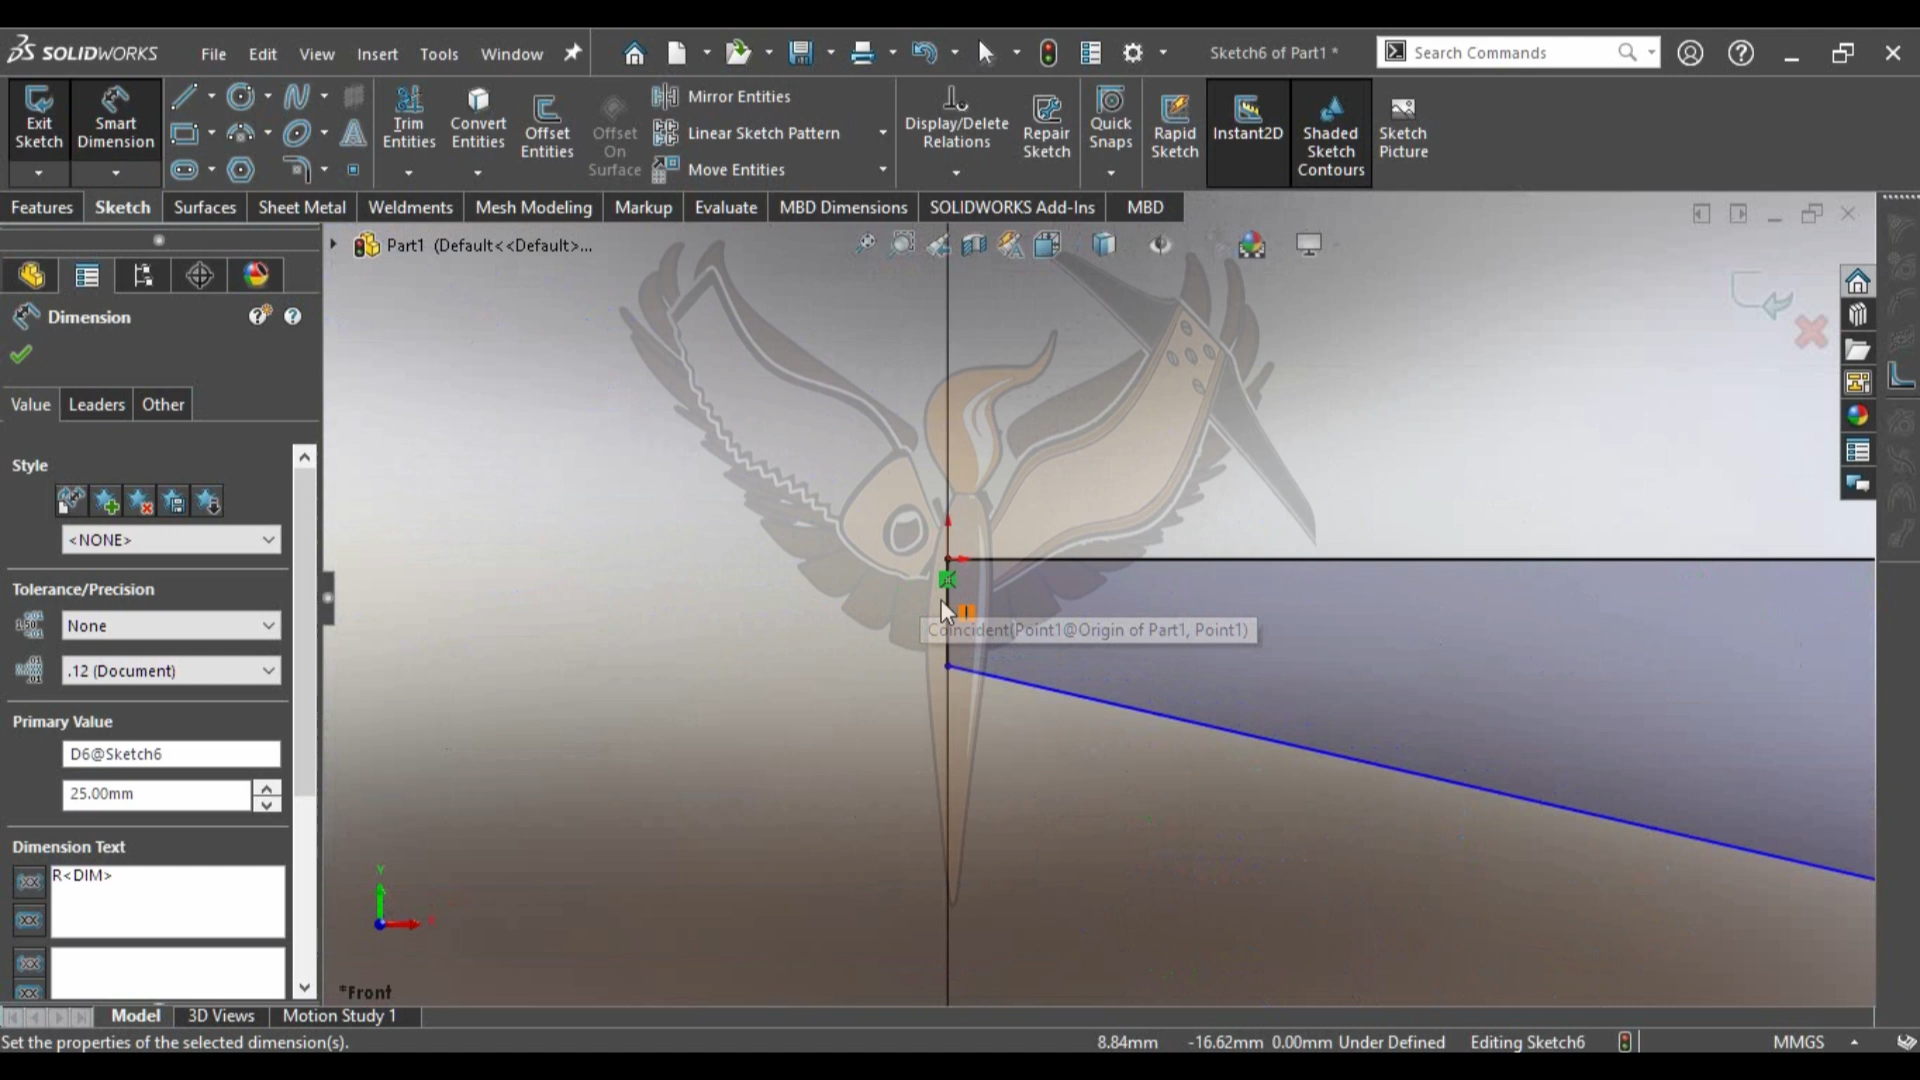 SOLIDWORKS
File Edit View Insert Tools Window
Sketch6 of Part1 *
Search Commands
Exit Sketch
Smart Dimension
Trim Entities
Convert Entities
Offset Entities
Offset On Surface
Mirror Entities
Linear Sketch Pattern
Move Entities
Display/Delete Relations
Repair Sketch
Quick Snaps
Rapid Sketch
Instant2D
Shaded Sketch Contours
Sketch Picture
Features Sketch Surfaces Sheet Metal Weldments Mesh Modeling Markup Evaluate MBD Dimensions SOLIDWORKS Add-Ins MBD
Part1 (Default<<Default>...
Dimension
Value Leaders Other
Style
<NONE>
Tolerance/Precision
None
.12 (Document)
Primary Value
D6@Sketch6
25.00mm
Dimension Text
R<DIM>
Coincident(Point1@Origin of Part1, Point1)
Y
*Front
Model 3D Views Motion Study 1
Set the properties of the selected dimension(s).
8.84mm -16.62mm 0.00mm Under Defined Editing Sketch6 MMGS